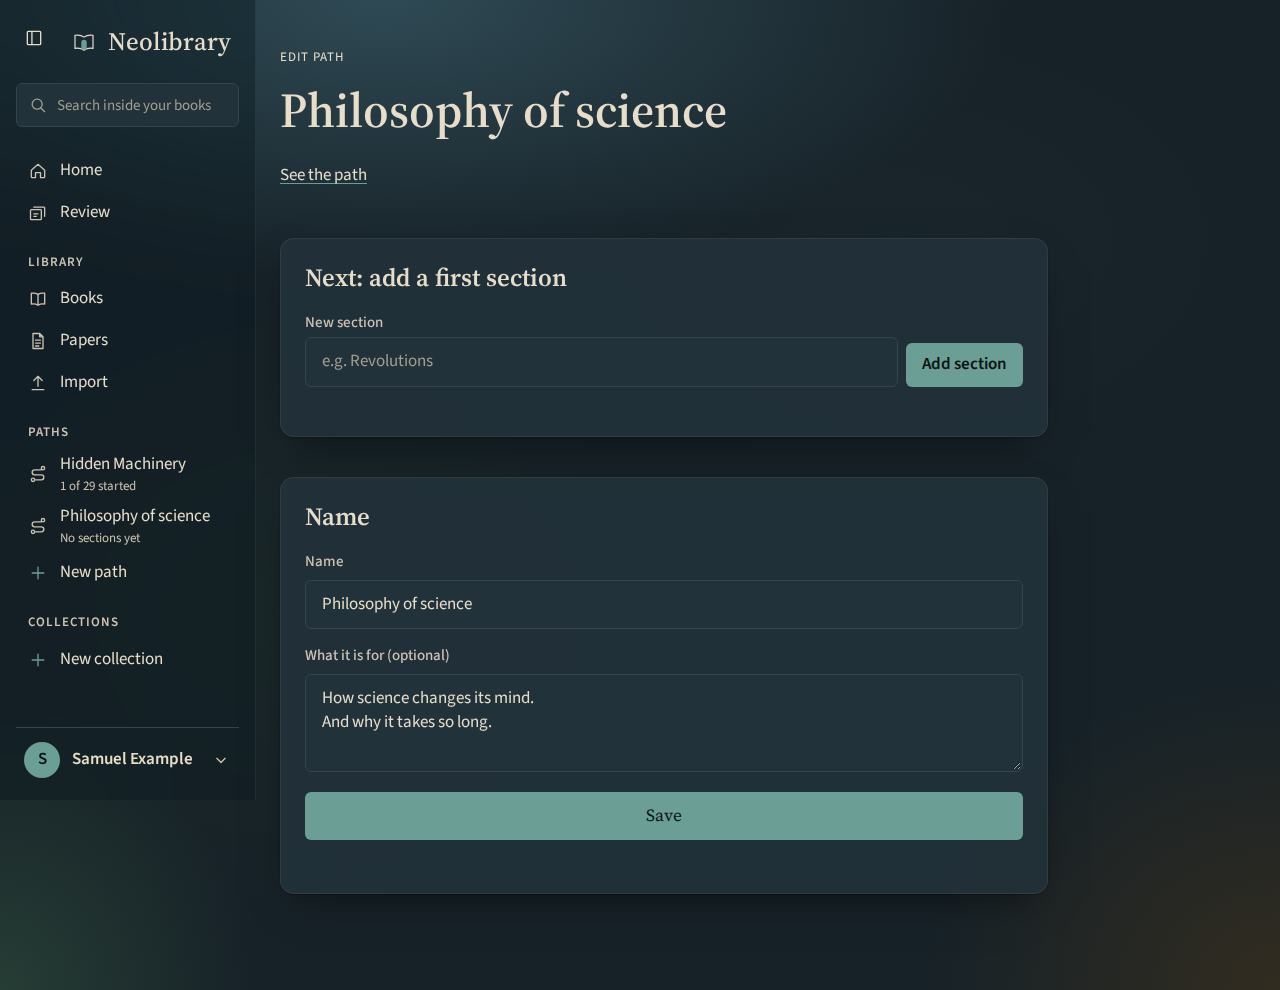 Neolibrary
Search inside your books
Home
Review
LIBRARY
Books
Papers
Import
PATHS
Hidden Machinery
1 of 29 started
Philosophy of science
No sections yet
New path
COLLECTIONS
New collection
S
Samuel Example
EDIT PATH
Philosophy of science
See the path
Next: add a first section
New section
e.g. Revolutions
Add section
Name
Name
Philosophy of science
What it is for (optional)
How science changes its mind.
And why it takes so long.
Save